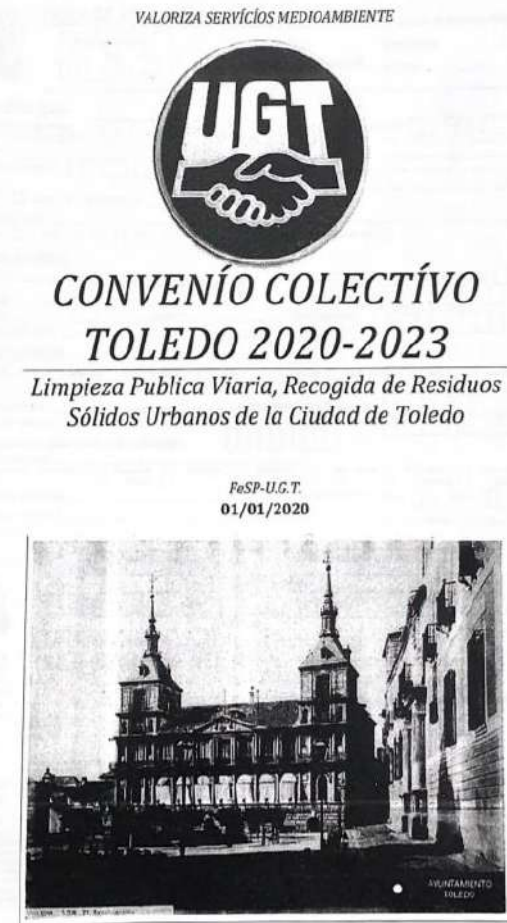 VALORIZA SERVÍCÍOS MEDIOAMBIENTE
UGT
CONVENÍO COLECTÍVO
TOLEDO 2020-2023
Limpieza Publica Viaria, Recogida de Residuos
Sólidos Urbanos de la Ciudad de Toledo
FeSP-U.G.T.
01/01/2020
AYUNTAMIENTO
TOLEDO